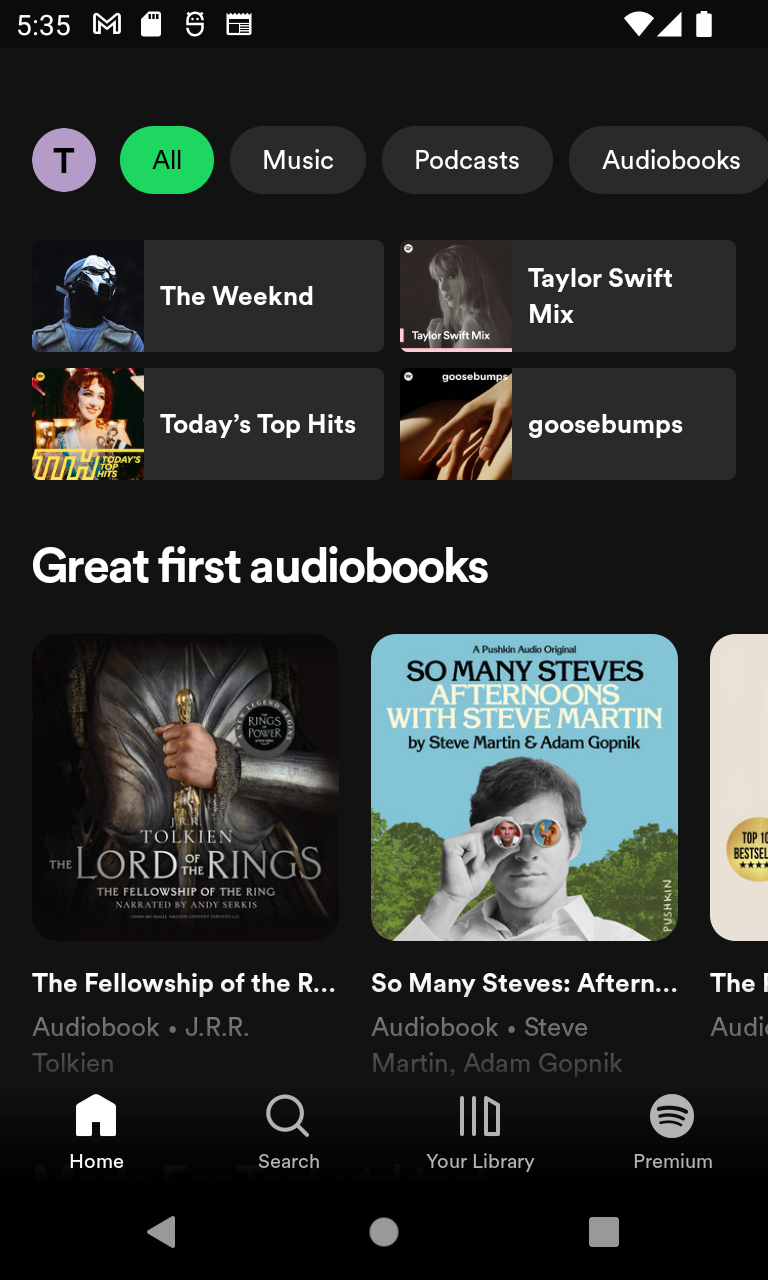 5:35
T
All
Music
Podcasts
Audiobooks
The Weeknd
Taylor Swift Mix
Taylor Swift
Mix
TTH TODAY'S
TOP
HITS
Today's Top Hits
goosebumps
goosebumps
Great first audiobooks
A NEW LEGEND BEGINS
THE
RINGS
OF
POWER
J.R.R.
TOLKIEN
THE LORD OF THE RINGS
THE FELLOWSHIP OF THE RING
NARRATED BY ANDY SERKIS
A Pushkin Audio Original
SO MANY STEVES
AFTERNOONS
WITH STEVE MARTIN
by Steve Martin & Adam Gopnik
PUSHKIN
TOP 10
BESTSEL
The Fellowship of the R...
Audiobook • J.R.R.
Tolkien
So Many Steves: Aftern...
Audiobook • Steve
Martin, Adam Gopnik
The
Audi
Home
Search
Your Library
Premium